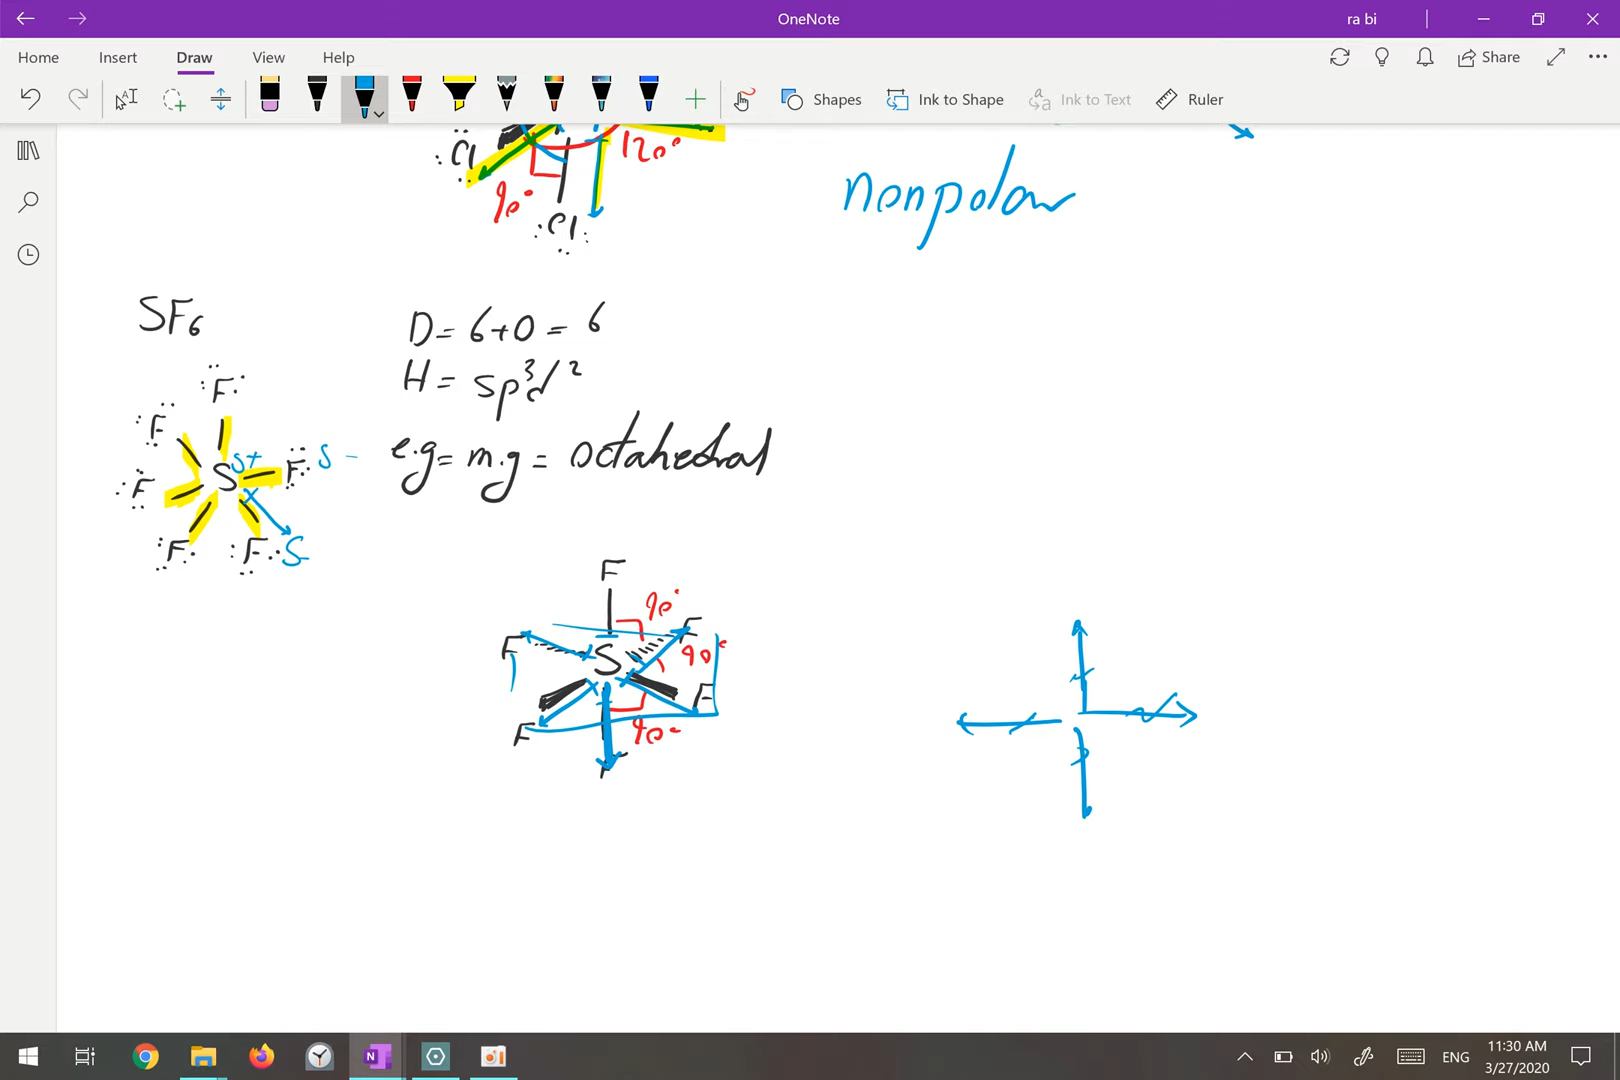 OneNote
ra bi
Home Insert Draw View Help
Share
Shapes
Ink to Shape
Ink to Text
Ruler
:Cl
120°
90°
:Cl:
nonpolar
SF6
D= 6+0 = 6
H = sp³d²
e.g = m.g = octahedral
F
F
F
S
S+
F
S-
F
F
S
F
90°
F
F
S
90°
F
F
90°
F
ENG
11:30 AM
3/27/2020